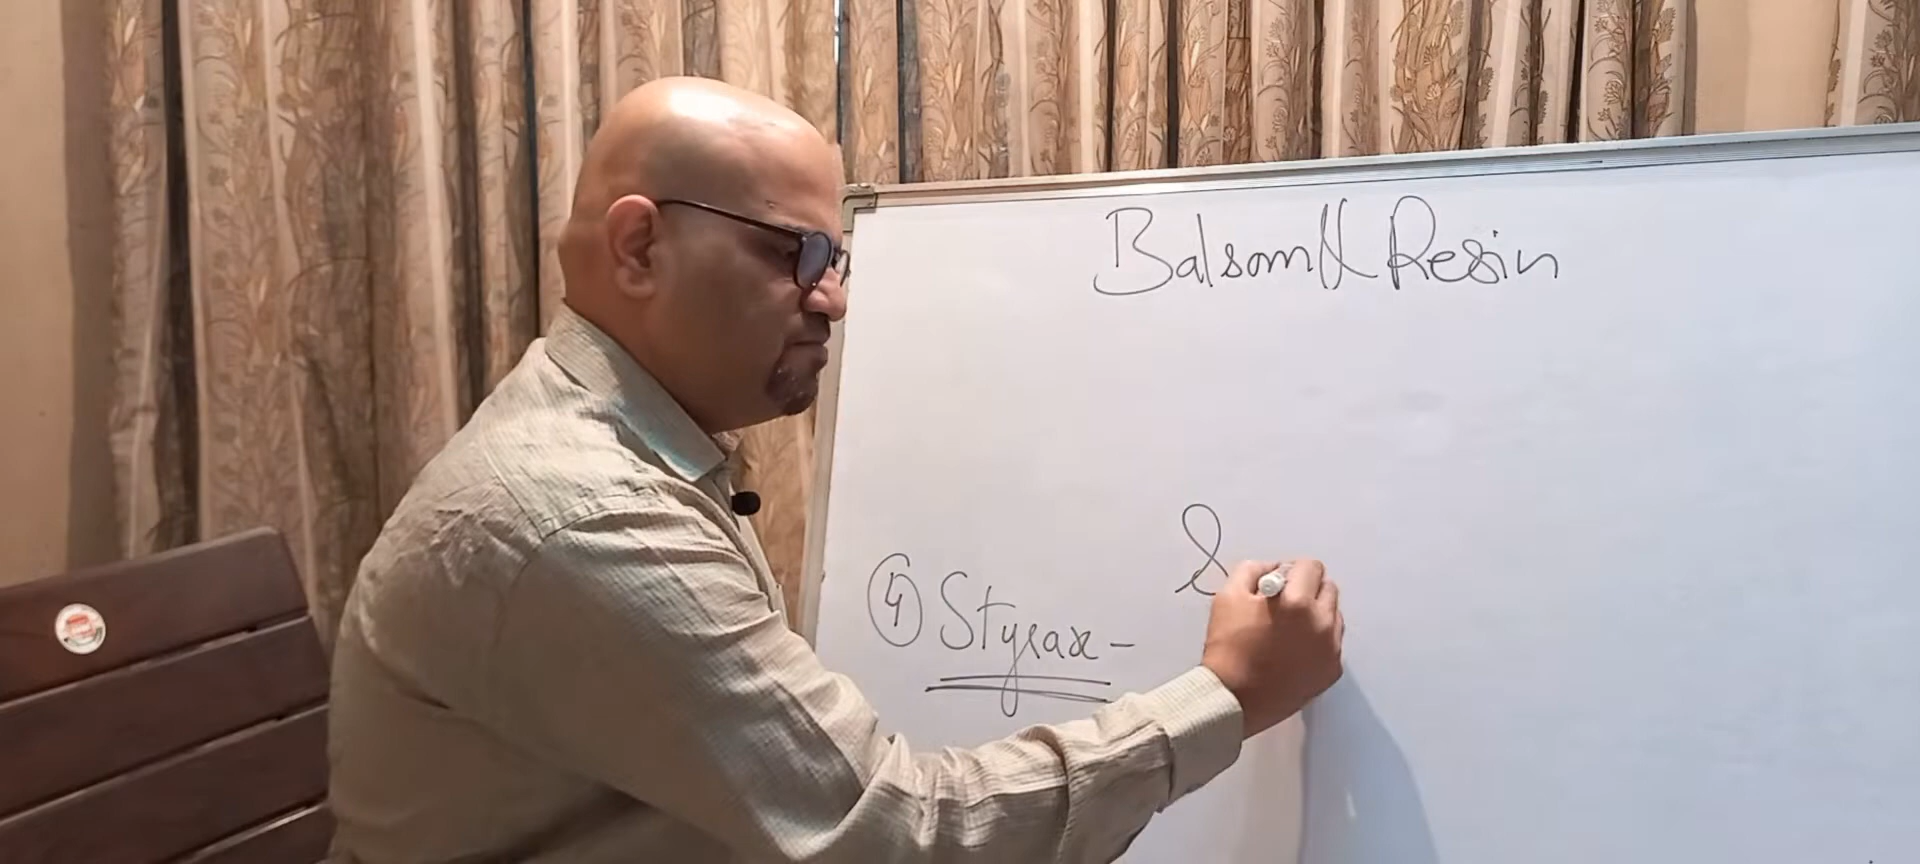 Balsom & Resin
④ Styrax -
S